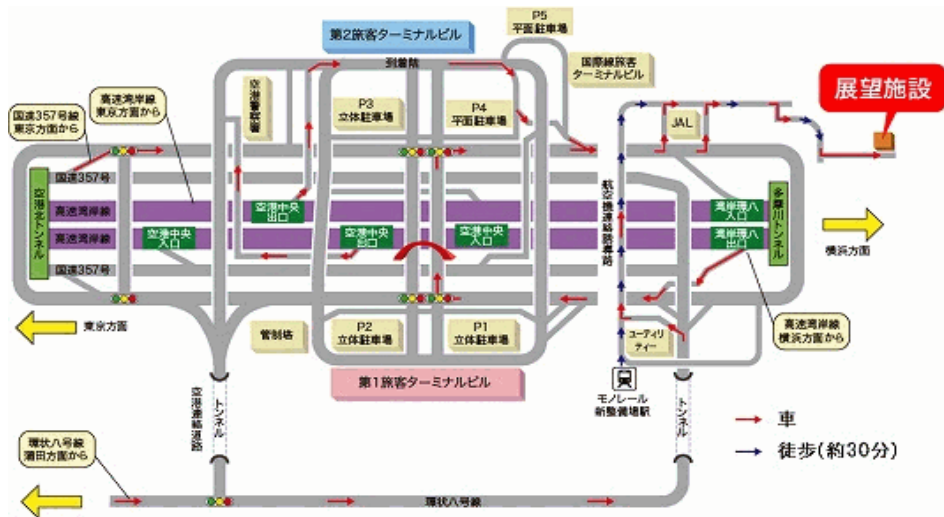 P5
平面駐車場
第2旅客ターミナルビル
国際線旅客
ターミナルビル
到着階
展望施設
高速湾岸線
東京方面から
空港警察署
P3
立体駐車場
P4
平面駐車場
国道357号線
東京方面から
JAL
国道357号
空港北トンネル
高速湾岸線
空港中央
出口
航空機連絡誘導路
湾岸環八
入口
多摩川トンネル
高速湾岸線
空港中央
入口
空港中央
出口
空港中央
入口
湾岸環八
出口
横浜方面
国道357号
東京方面
管制塔
P2
立体駐車場
P1
立体駐車場
ユーティリ
ティー
高速湾岸線
横浜方面から
第1旅客ターミナルビル
モノレール
新整備場駅
空港連絡道路
トンネル
トンネル
車
徒歩(約30分)
環状八号線
蒲田方面から
環状八号線